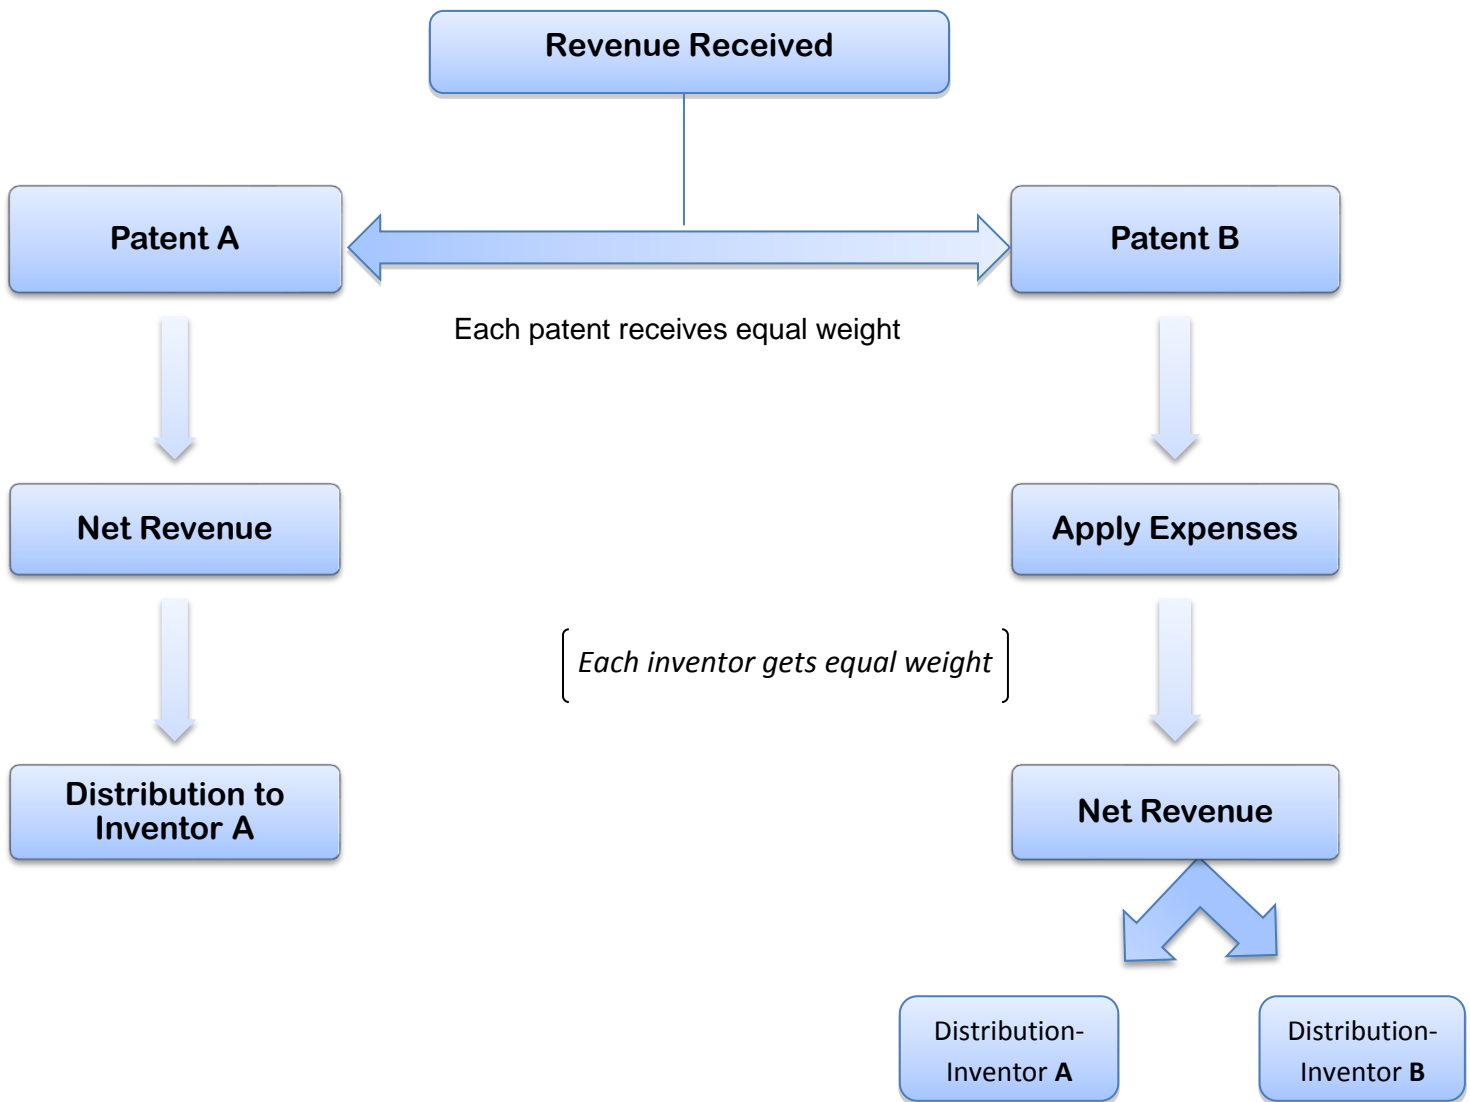 Revenue Received
Patent A
Patent B
Each patent receives equal weight
Net Revenue
Apply Expenses
Each inventor gets equal weight
Distribution to
Inventor A
Net Revenue
Distribution-
Inventor A
Distribution-
Inventor B